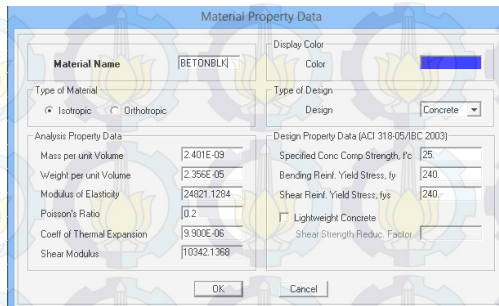 Material Property Data
Display Color
Material Name BETONBLK Color
Type of Material Type of Design
Isotropic Orthotropic Design Concrete
Analysis Property Data Design Property Data (ACI 318-05/IBC 2003)
Mass per unit Volume 2.401E-09 Specified Conc Comp Strength, f'c 25.
Weight per unit Volume 2.356E-05 Bending Reinf. Yield Stress, fy 240.
Modulus of Elasticity 24821.1284 Shear Reinf. Yield Stress, fys 240.
Poisson's Ratio 0.2 Lightweight Concrete
Coeff of Thermal Expansion 9.900E-06 Shear Strength Reduc. Factor
Shear Modulus 10342.1368
OK Cancel